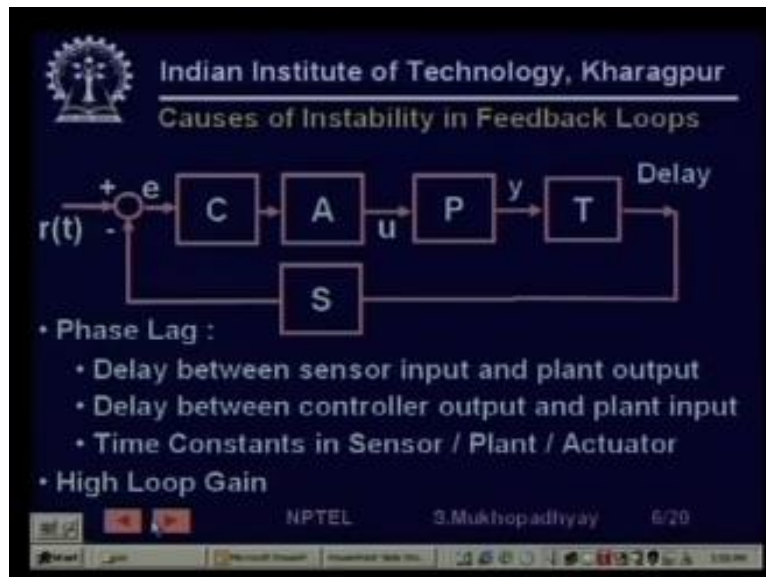 Indian Institute of Technology, Kharagpur
Causes of Instability in Feedback Loops
Delay
+ e C A u P y T
r(t) -
S
• Phase Lag :
• Delay between sensor input and plant output
• Delay between controller output and plant input
• Time Constants in Sensor / Plant / Actuator
• High Loop Gain
NPTEL S.Mukhopadhyay 6/20